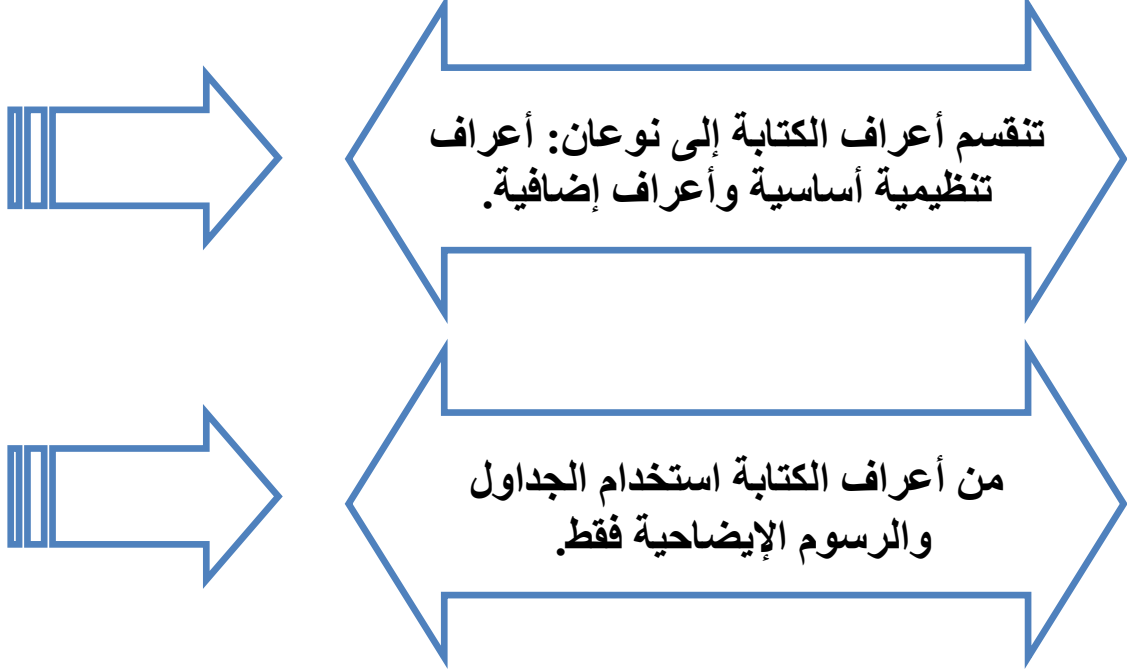 تنقسم أعراف الكتابة إلى نوعان: أعراف
تنظيمية أساسية وأعراف إضافية.
من أعراف الكتابة استخدام الجداول
والرسوم الإيضاحية فقط.